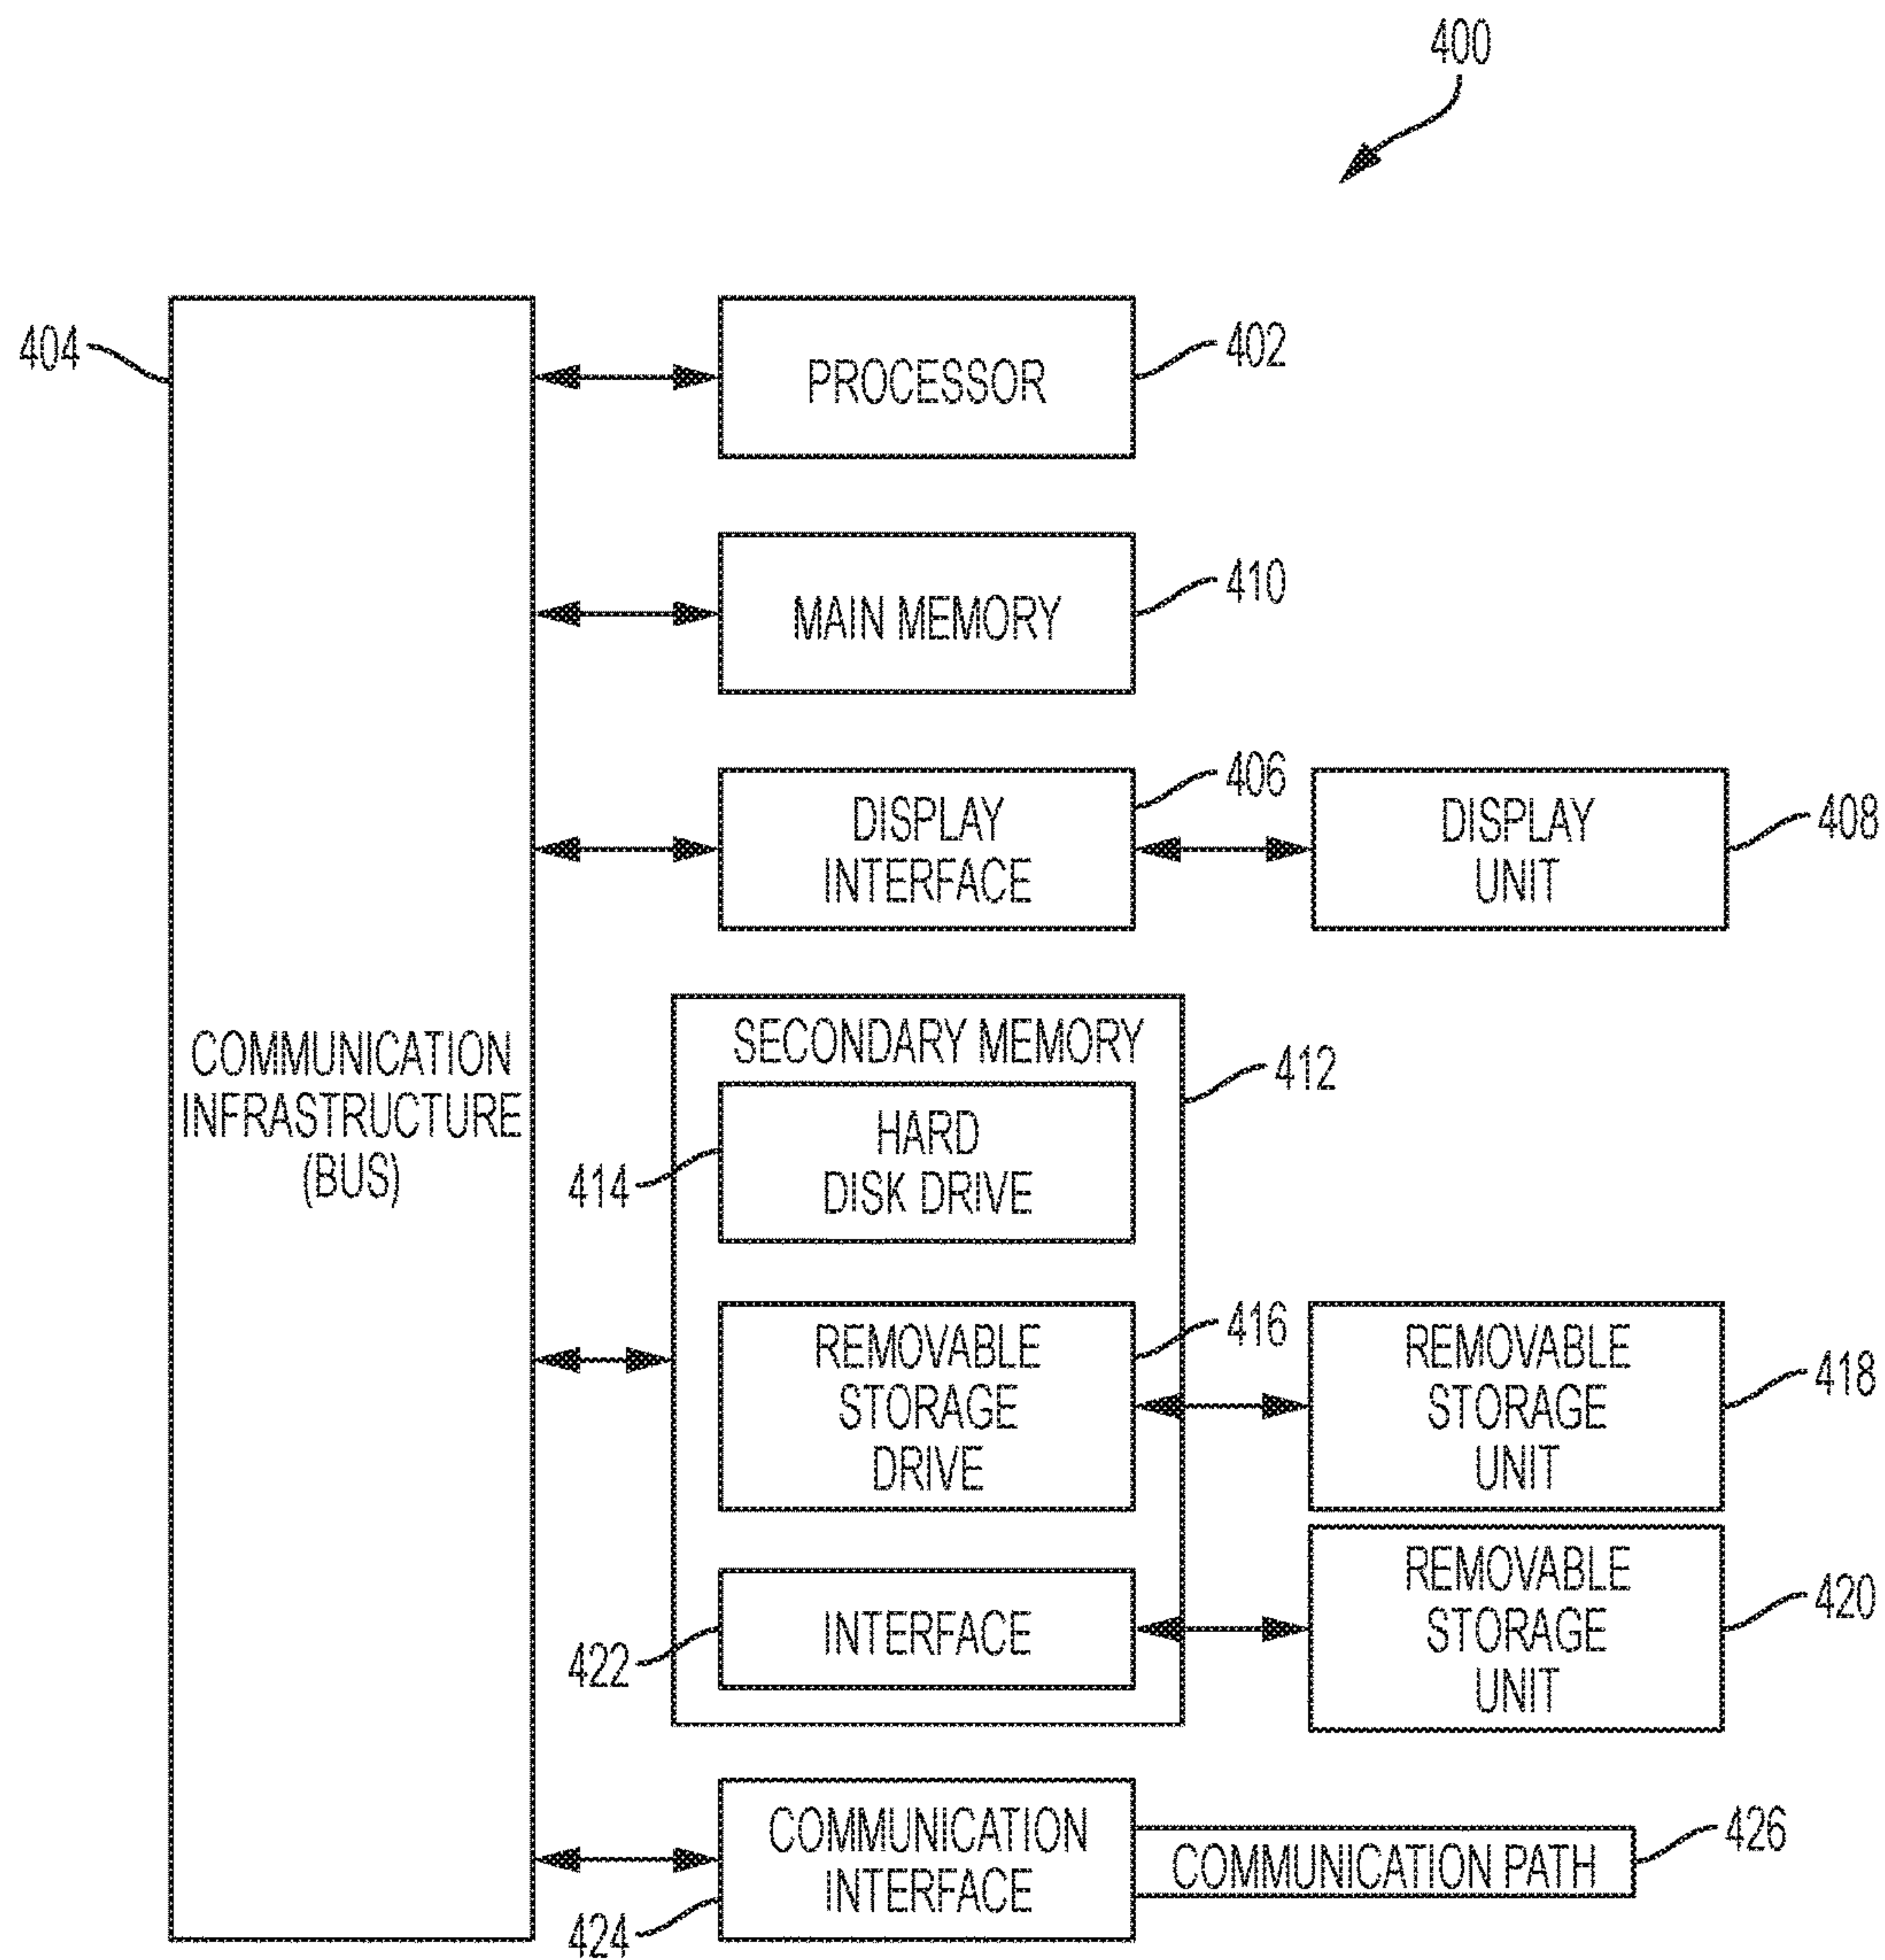 400
404
PROCESSOR
402
MAIN MEMORY
410
DISPLAY
INTERFACE
406
DISPLAY
UNIT
408
COMMUNICATION
INFRASTRUCTURE
(BUS)
SECONDARY MEMORY
412
HARD
DISK DRIVE
414
REMOVABLE
STORAGE
DRIVE
416
REMOVABLE
STORAGE
UNIT
418
INTERFACE
422
REMOVABLE
STORAGE
UNIT
420
COMMUNICATION
INTERFACE
424
COMMUNICATION PATH
426